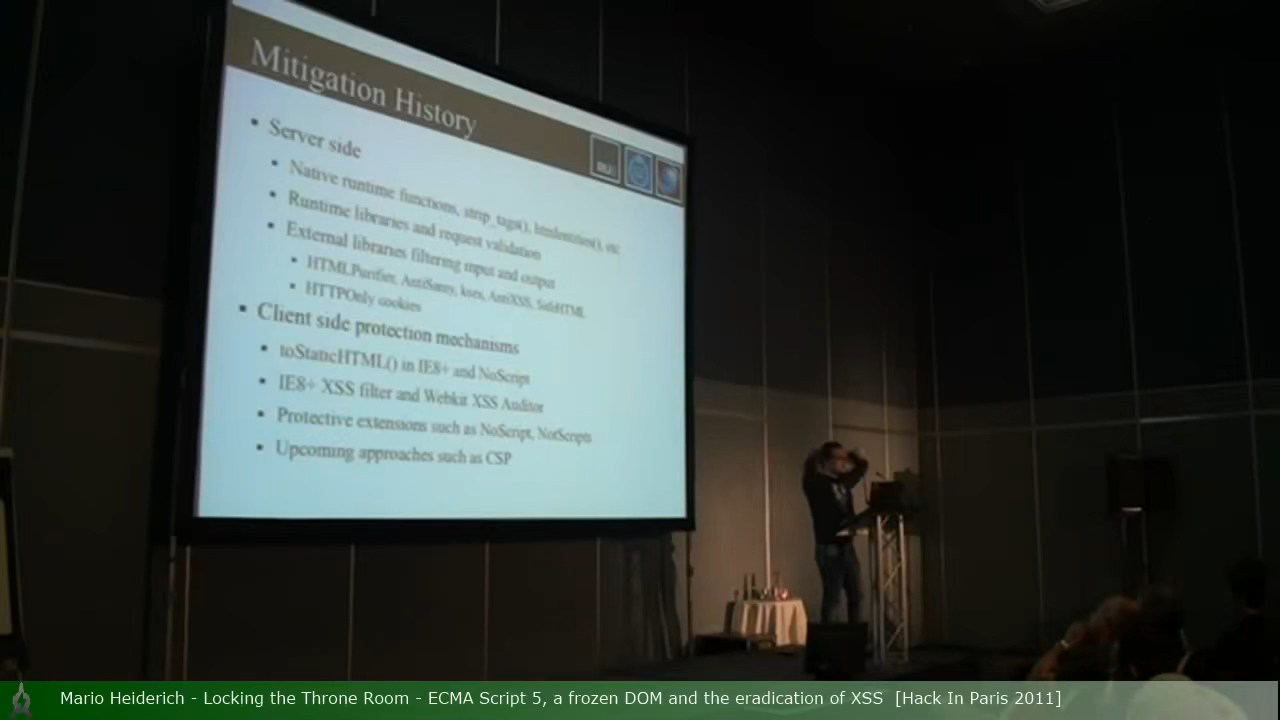 Mitigation History
RUB
▪ Server side
▪ Native runtime functions, strip_tags(), htmlentities(), etc
▪ Runtime libraries and request validation
▪ External libraries filtering input and output
▪ HTMLPurifier, AntiSamy, kses, AntiXSS, SafeHTML
▪ HTTPOnly cookies
▪ Client side protection mechanisms
▪ toStaticHTML() in IE8+ and NoScript
▪ IE8+ XSS filter and Webkit XSS Auditor
▪ Protective extensions such as NoScript, NotScripts
▪ Upcoming approaches such as CSP
Mario Heiderich - Locking the Throne Room - ECMA Script 5, a frozen DOM and the eradication of XSS [Hack In Paris 2011]